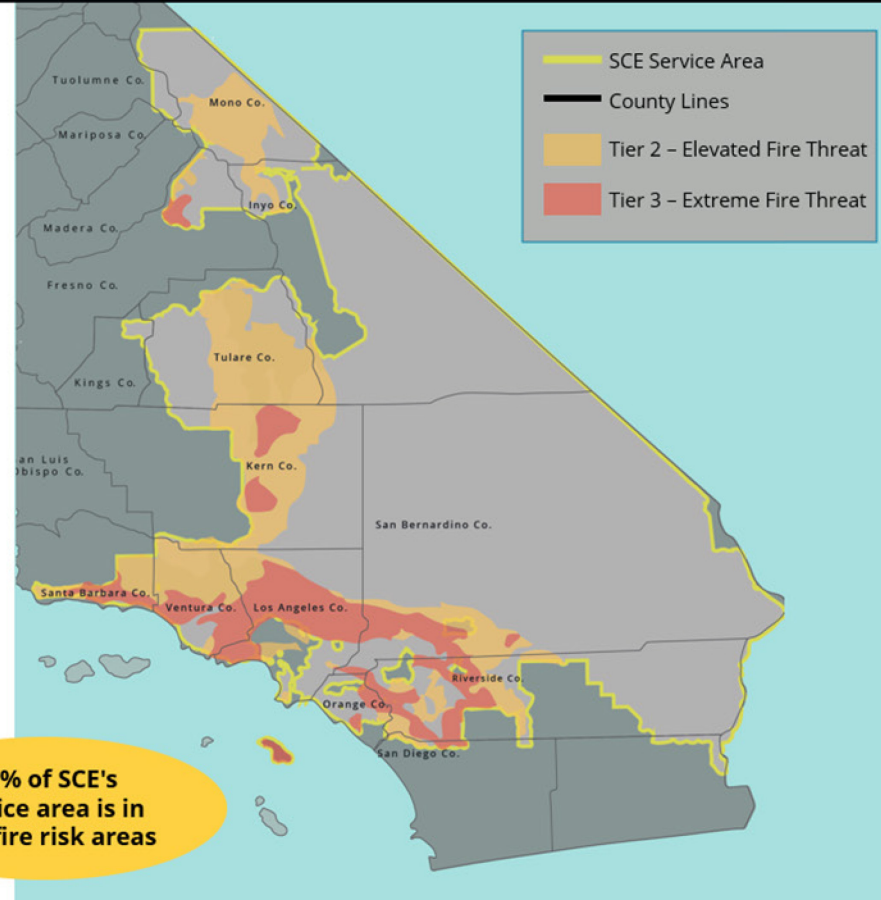 SCE Service Area
County Lines
Tier 2 – Elevated Fire Threat
Tier 3 – Extreme Fire Threat
Tuolumne Co.
Mono Co.
Mariposa Co.
Inyo Co.
Madera Co.
Fresno Co.
Tulare Co.
Kings Co.
an Luis
bispo Co.
Kern Co.
San Bernardino Co.
Santa Barbara Co.
Ventura Co.
Los Angeles Co.
Riverside Co.
Orange Co.
San Diego Co.
% of SCE's
ice area is in
fire risk areas